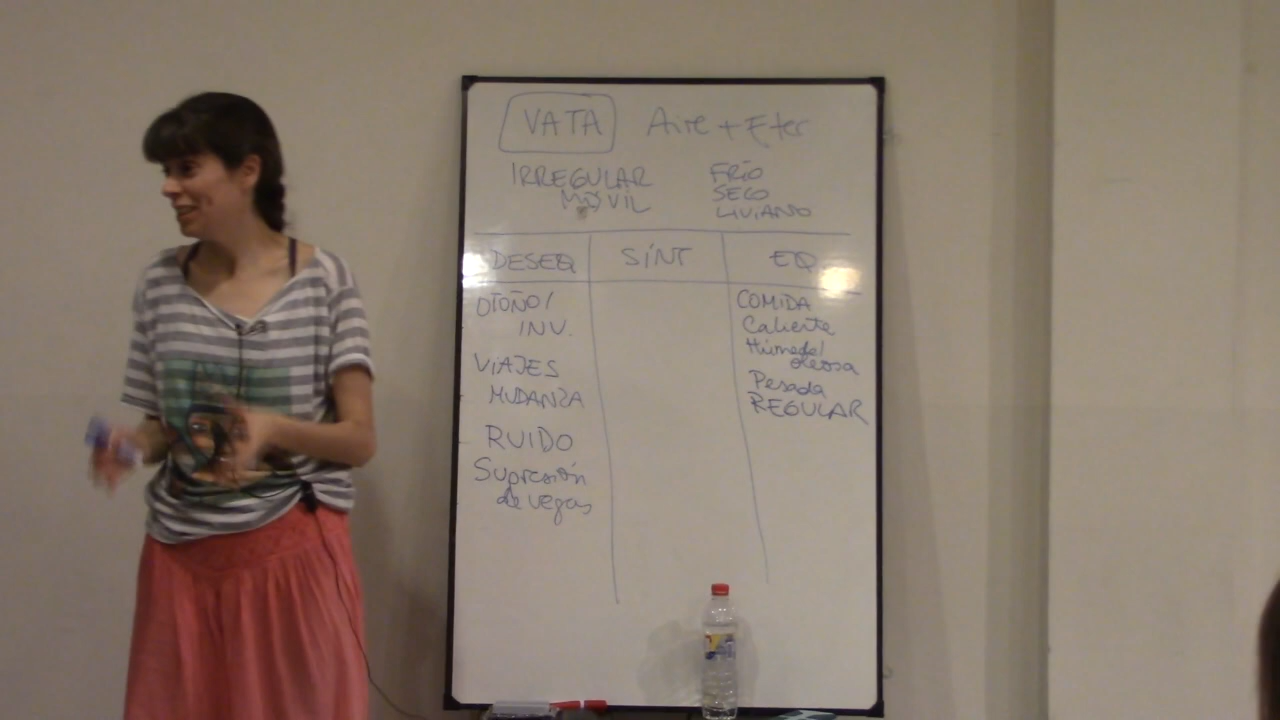 VATA Aire + Eter
IRREGULAR FRÍO
MÓVIL SECO
LIVIANO
DESEQ SÍNT EQ
OTOÑO/ COMIDA
INV. Caliente
Húmeda/
oleosa
VIAJES Pesada
MUDANZA REGULAR
RUIDO
Supresión
de vegas